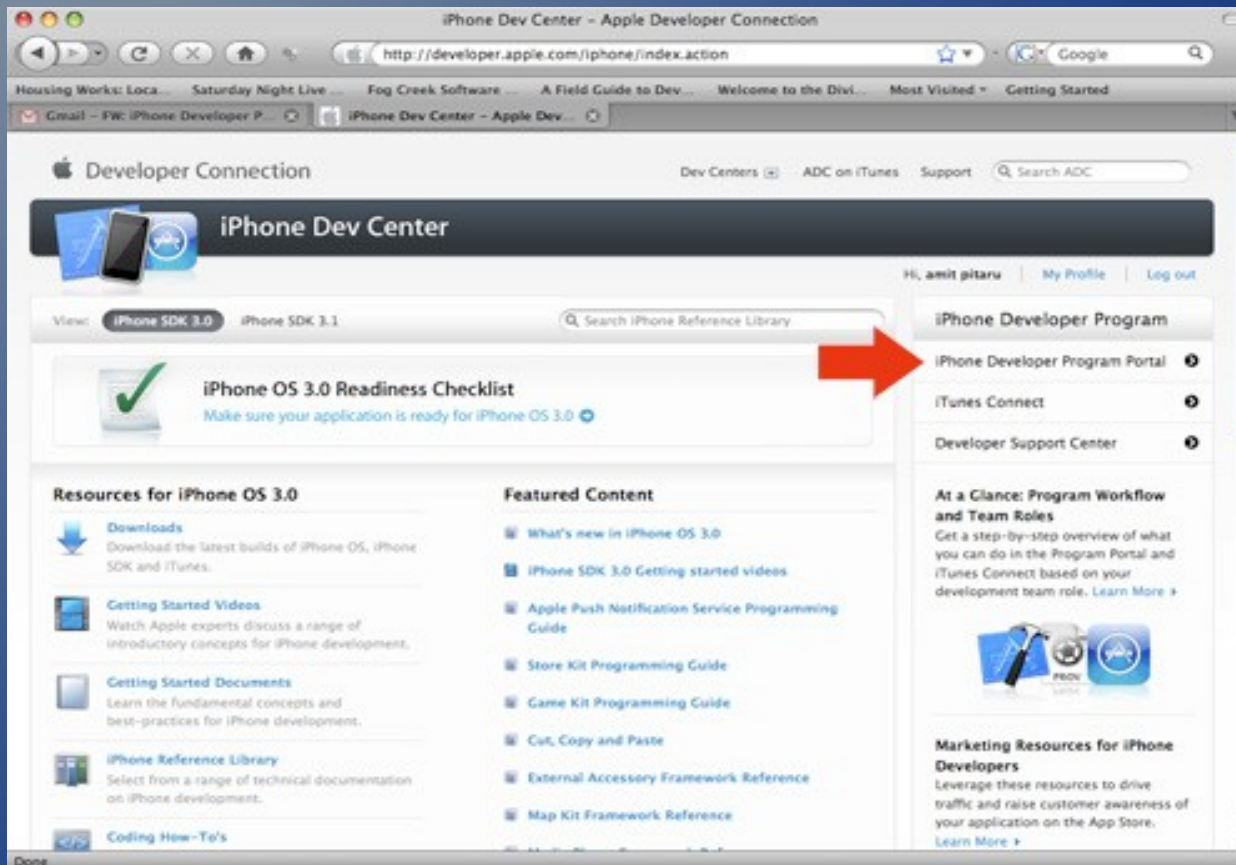 iPhone Dev Center – Apple Developer Connection
http://developer.apple.com/iphone/index.action
Google
Housing Works: Loca... Saturday Night Live ... Fog Creek Software ... A Field Guide to Dev... Welcome to the Divi... Most Visited Getting Started
Gmail – FW: iPhone Developer P... iPhone Dev Center – Apple Dev...
Developer Connection
Dev Centers ADC on iTunes Support Search ADC
iPhone Dev Center
Hi, amit pitaru My Profile Log out
View: iPhone SDK 3.0 iPhone SDK 3.1 Search iPhone Reference Library
iPhone OS 3.0 Readiness Checklist
Make sure your application is ready for iPhone OS 3.0
Resources for iPhone OS 3.0
Downloads
Download the latest builds of iPhone OS, iPhone
SDK and iTunes.
Getting Started Videos
Watch Apple experts discuss a range of
introductory concepts for iPhone development.
Getting Started Documents
Learn the fundamental concepts and
best-practices for iPhone development.
iPhone Reference Library
Select from a range of technical documentation
on iPhone development.
Coding How-To's
Featured Content
What's new in iPhone OS 3.0
iPhone SDK 3.0 Getting started videos
Apple Push Notification Service Programming
Guide
Store Kit Programming Guide
Game Kit Programming Guide
Cut, Copy and Paste
External Accessory Framework Reference
Map Kit Framework Reference
iPhone Developer Program
iPhone Developer Program Portal
iTunes Connect
Developer Support Center
At a Glance: Program Workflow
and Team Roles
Get a step-by-step overview of what
you can do in the Program Portal and
iTunes Connect based on your
development team role. Learn More
PROV
Marketing Resources for iPhone
Developers
Leverage these resources to drive
traffic and raise customer awareness of
your application on the App Store.
Learn More
Done